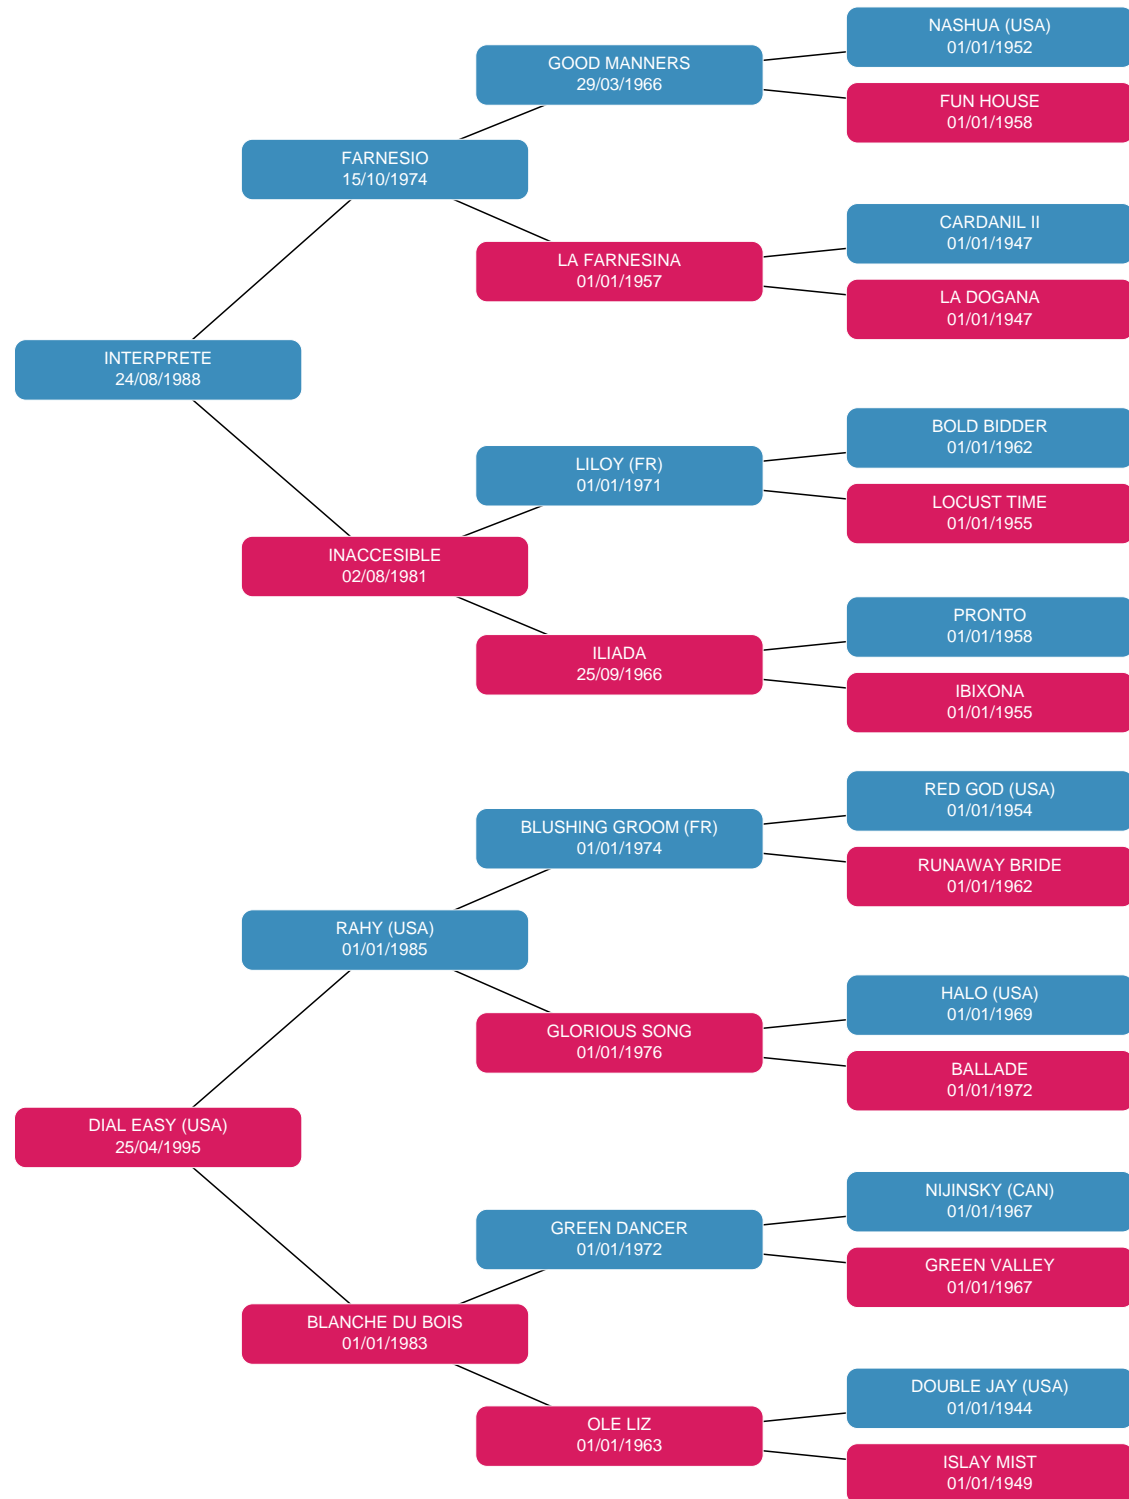 NASHUA (USA)
01/01/1952
GOOD MANNERS
29/03/1966
FUN HOUSE
01/01/1958
FARNESIO
15/10/1974
CARDANIL II
01/01/1947
LA FARNESINA
01/01/1957
LA DOGANA
01/01/1947
INTERPRETE
24/08/1988
BOLD BIDDER
01/01/1962
LILOY (FR)
01/01/1971
LOCUST TIME
01/01/1955
INACCESIBLE
02/08/1981
PRONTO
01/01/1958
ILIADA
25/09/1966
IBIXONA
01/01/1955
RED GOD (USA)
01/01/1954
BLUSHING GROOM (FR)
01/01/1974
RUNAWAY BRIDE
01/01/1962
RAHY (USA)
01/01/1985
HALO (USA)
01/01/1969
GLORIOUS SONG
01/01/1976
BALLADE
01/01/1972
DIAL EASY (USA)
25/04/1995
NIJINSKY (CAN)
01/01/1967
GREEN DANCER
01/01/1972
GREEN VALLEY
01/01/1967
BLANCHE DU BOIS
01/01/1983
DOUBLE JAY (USA)
01/01/1944
OLE LIZ
01/01/1963
ISLAY MIST
01/01/1949